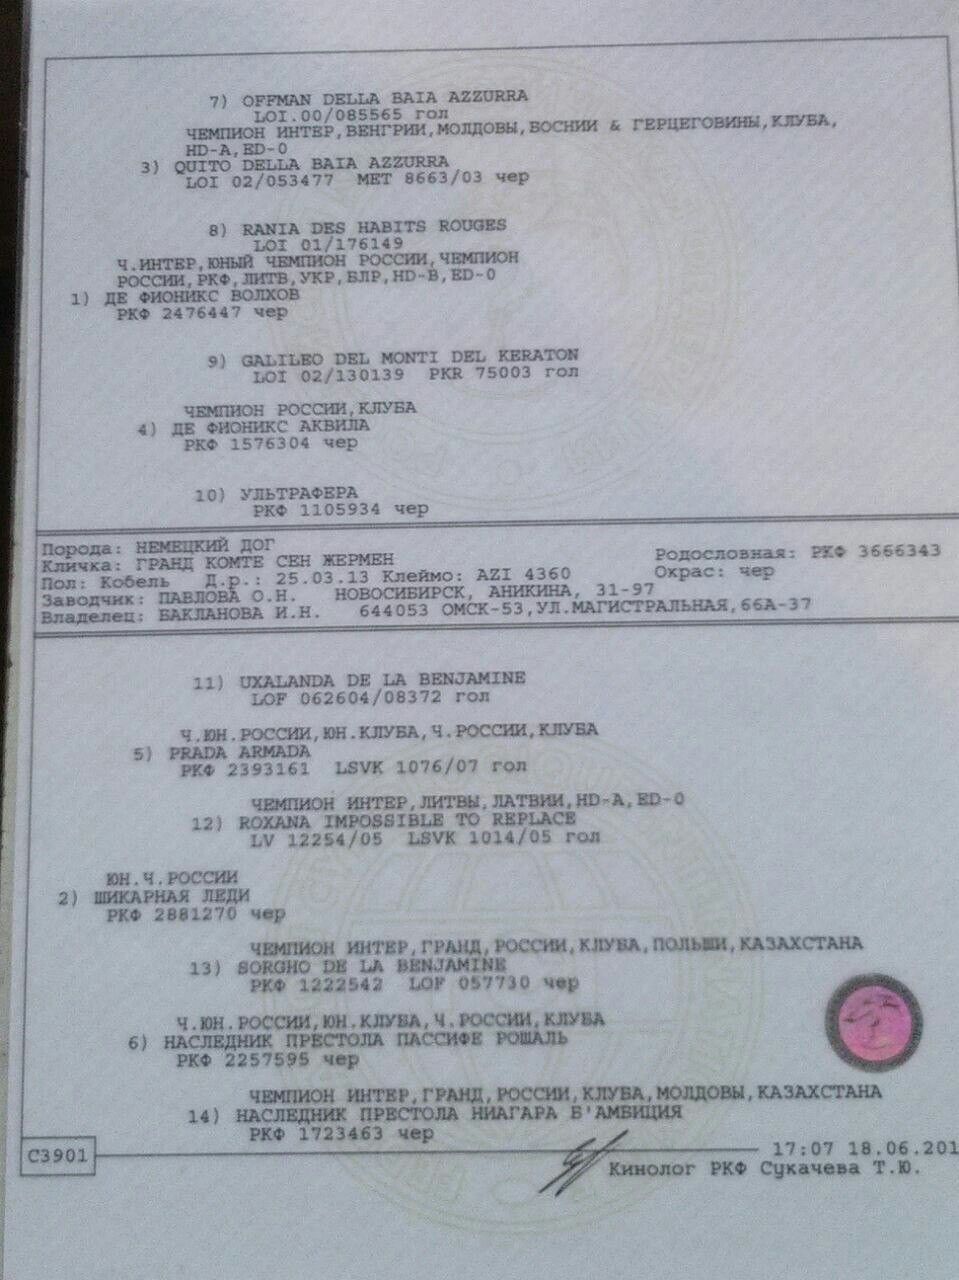 7) OFFMAN DELLA BAIA AZZURRA
LOI.00/085565 гол
ЧЕМПИОН ИНТЕР,ВЕНГРИИ,МОЛДОВЫ,БОСНИИ & ГЕРЦЕГОВИНЫ,КЛУБА,
HD-A,ED-0
3) QUITO DELLA BAIA AZZURRA
LOI 02/053477 MET 8663/03 чер
8) RANIA DES HABITS ROUGES
LOI 01/176149
Ч.ИНТЕР,ЮНЫЙ ЧЕМПИОН РОССИИ,ЧЕМПИОН
РОССИИ,РКФ,ЛИТВ,УКР,БЛР,HD-B,ED-0
1) ДЕ ФИОНИКС ВОЛХОВ
РКФ 2476447 чер
9) GALILEO DEL MONTI DEL KERATON
LOI 02/130139 PKR 75003 гол
ЧЕМПИОН РОССИИ,КЛУБА
4) ДЕ ФИОНИКС АКВИЛА
РКФ 1576304 чер
10) УЛЬТРАФЕРА
РКФ 1105934 чер
Порода: НЕМЕЦКИЙ ДОГ
Кличка: ГРАНД КОМТЕ СЕН ЖЕРМЕН Родословная: РКФ 3666343
Пол: Кобель Д.р.: 25.03.13 Клеймо: AZI 4360 Окрас: чер
Заводчик: ПАВЛОВА О.Н. НОВОСИБИРСК, АНИКИНА, 31-97
Владелец: БАКЛАНОВА И.Н. 644053 ОМСК-53,УЛ.МАГИСТРАЛЬНАЯ,66А-37
11) UXALANDA DE LA BENJAMINE
LOF 062604/08372 гол
Ч.ЮН.РОССИИ,ЮН.КЛУБА,Ч.РОССИИ,КЛУБА
5) PRADA ARMADA
РКФ 2393161 LSVK 1076/07 гол
ЧЕМПИОН ИНТЕР,ЛИТВЫ,ЛАТВИИ,HD-A,ED-0
12) ROXANA IMPOSSIBLE TO REPLACE
LV 12254/05 LSVK 1014/05 гол
ЮН.Ч.РОССИИ
2) ШИКАРНАЯ ЛЕДИ
РКФ 2881270 чер
ЧЕМПИОН ИНТЕР,ГРАНД,РОССИИ,КЛУБА,ПОЛЬШИ,КАЗАХСТАНА
13) SORGHO DE LA BENJAMINE
РКФ 1222542 LOF 057730 чер
Ч.ЮН.РОССИИ,ЮН.КЛУБА,Ч.РОССИИ,КЛУБА
6) НАСЛЕДНИК ПРЕСТОЛА ПАССИФЕ РОШАЛЬ
РКФ 2257595 чер
ЧЕМПИОН ИНТЕР,ГРАНД,РОССИИ,КЛУБА,МОЛДОВЫ,КАЗАХСТАНА
14) НАСЛЕДНИК ПРЕСТОЛА НИАГАРА Б'АМБИЦИЯ
РКФ 1723463 чер
С3901
17:07 18.06.201
Кинолог РКФ Сукачева Т.Ю.